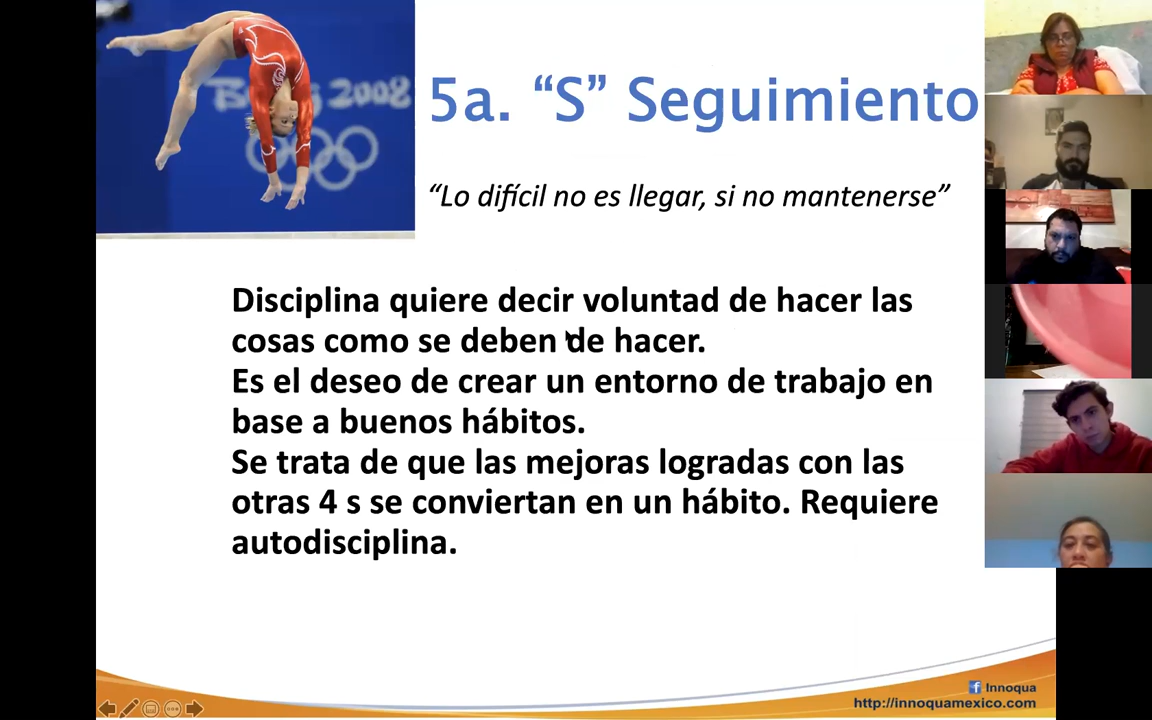 Beijing 2008
5a. “S” Seguimiento
“Lo difícil no es llegar, si no mantenerse”
Disciplina quiere decir voluntad de hacer las
cosas como se deben de hacer.
Es el deseo de crear un entorno de trabajo en
base a buenos hábitos.
Se trata de que las mejoras logradas con las
otras 4 s se conviertan en un hábito. Requiere
autodisciplina.
Innoqua
http://innoquamexico.com